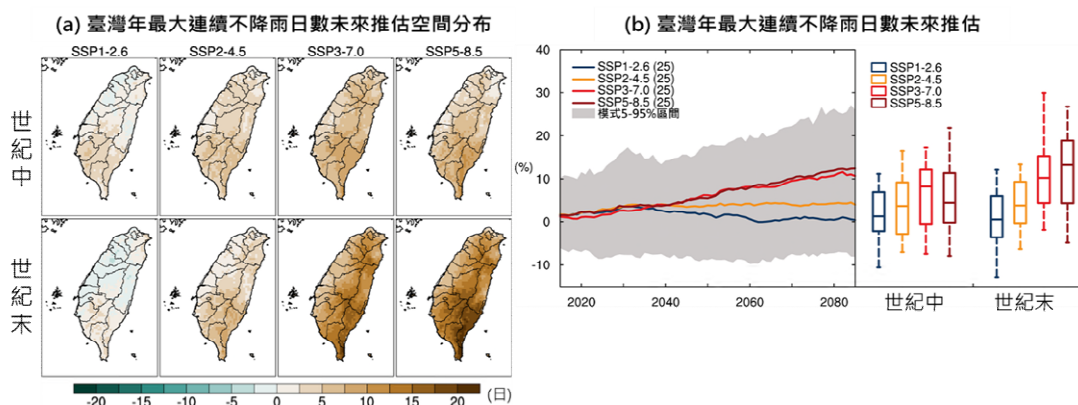 (a) 臺灣年最大連續不降雨日數未來推估空間分布
SSP1-2.6 SSP2-4.5 SSP3-7.0 SSP5-8.5
世紀中
世紀末
-20 -15 -10 -5 0 5 10 15 20 (日)
(b) 臺灣年最大連續不降雨日數未來推估
(%)
40
30
20
10
0
-10
SSP1-2.6 (25)
SSP2-4.5 (25)
SSP3-7.0 (25)
SSP5-8.5 (25)
模式5-95%區間
2020 2040 2060 2080
SSP1-2.6
SSP2-4.5
SSP3-7.0
SSP5-8.5
世紀中 世紀末